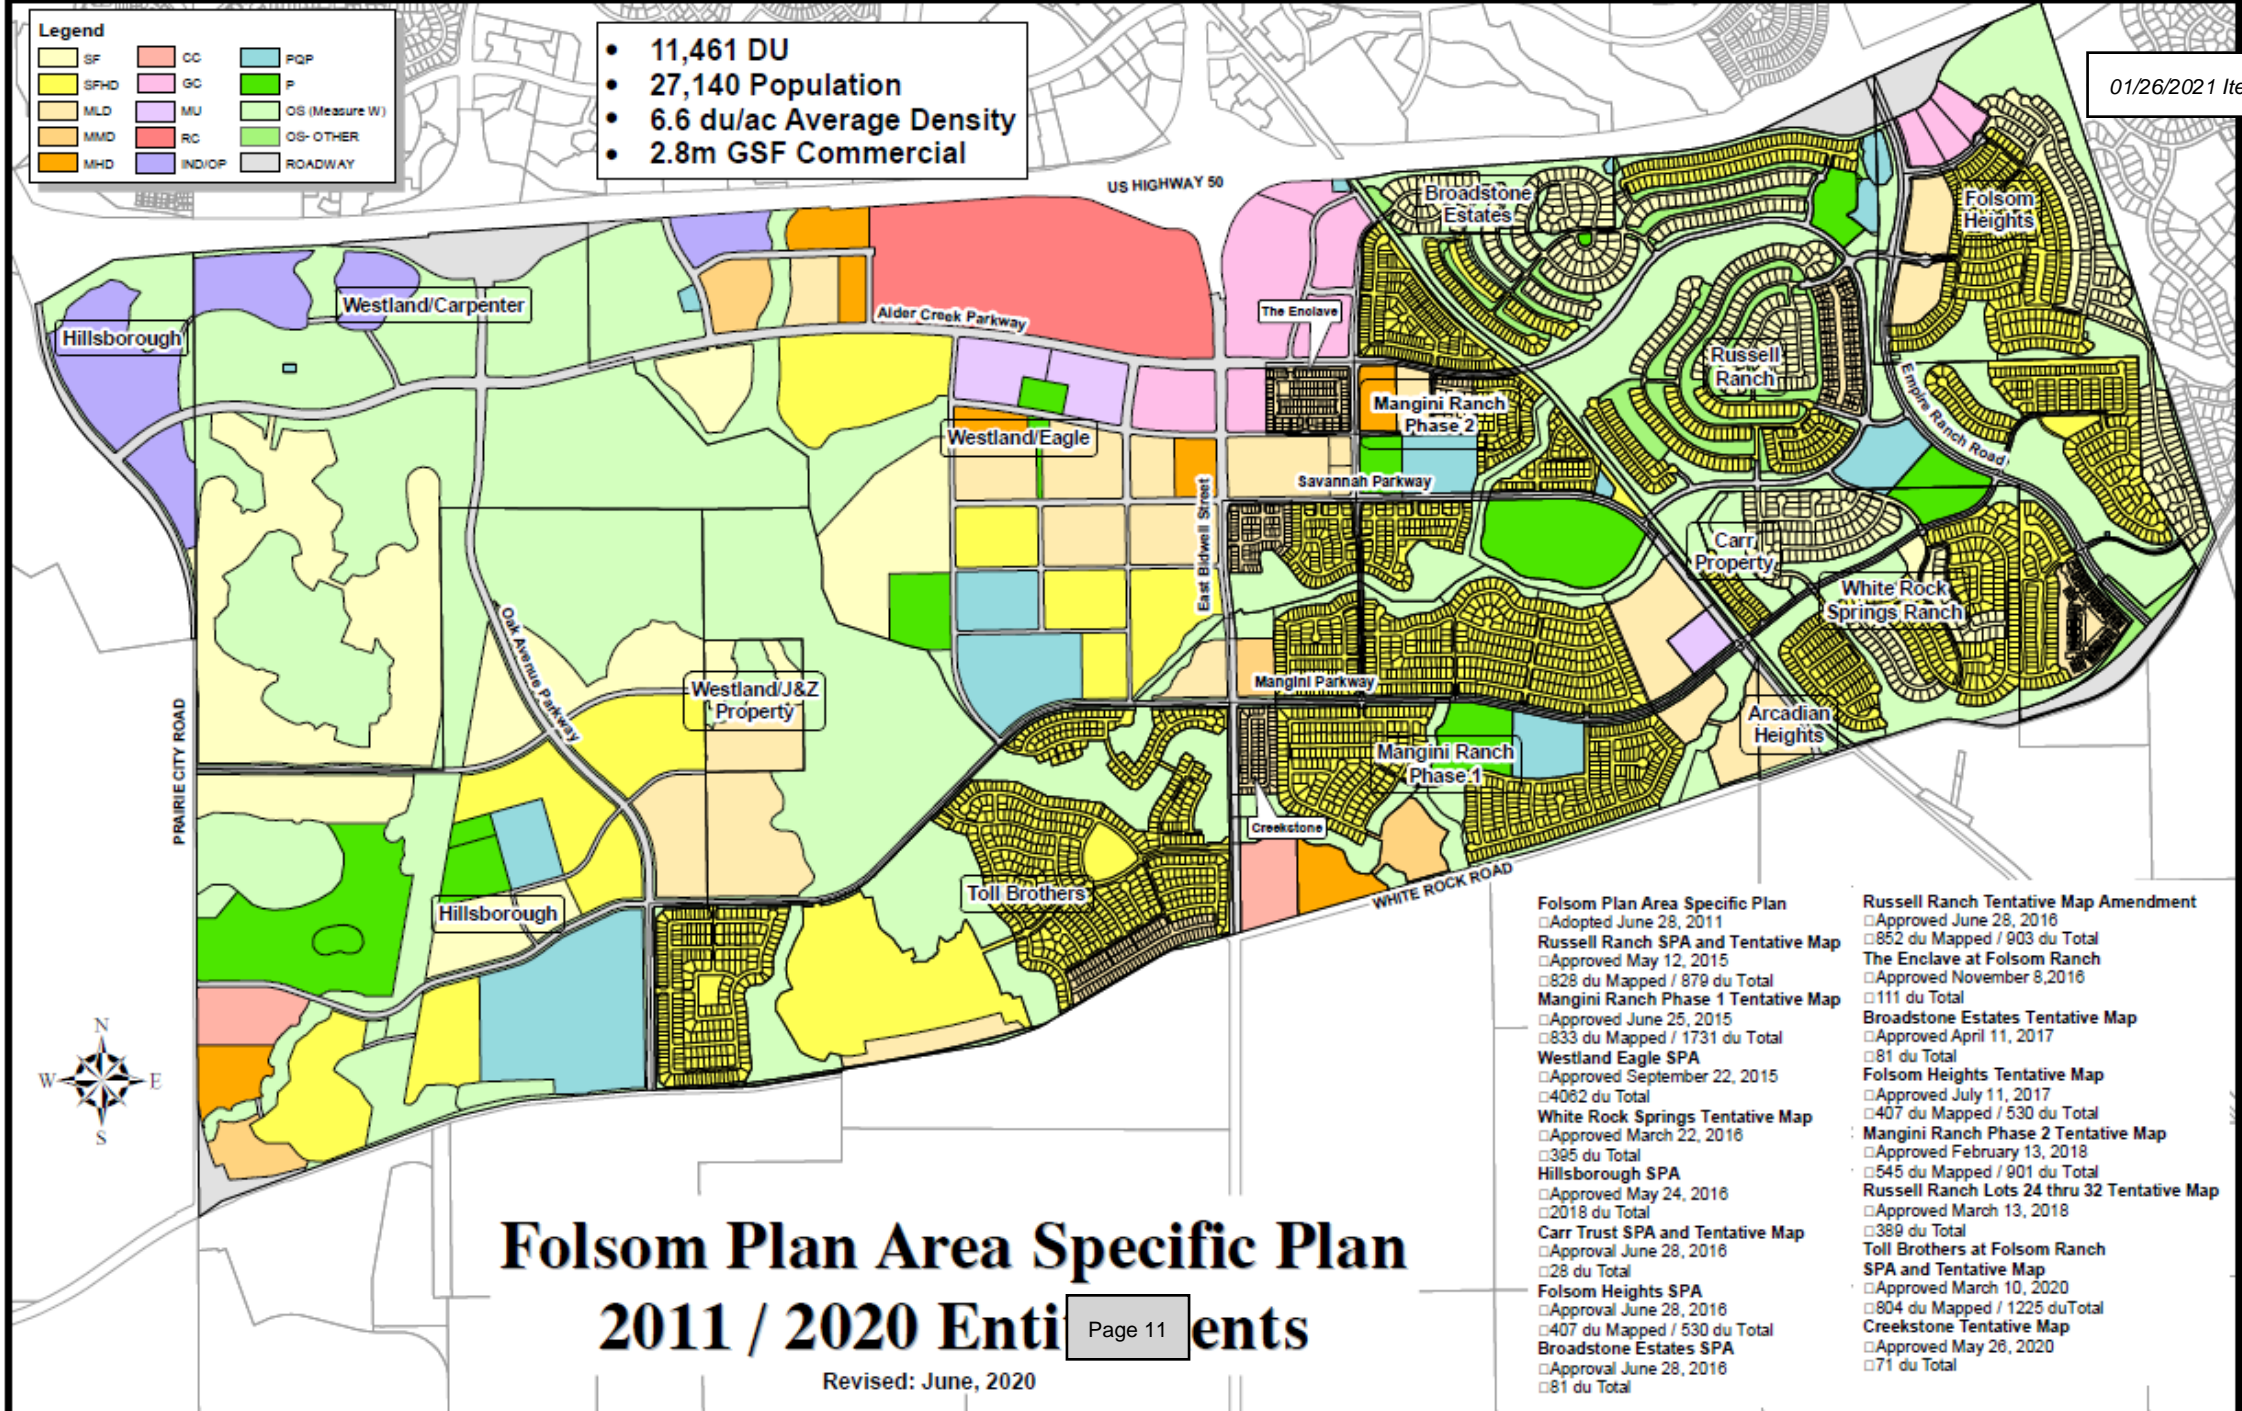 Legend
SF
SFHD
MLD
MMD
MHD
CC
GC
MU
RC
IND/OP
PQP
P
OS (Measure W)
OS- OTHER
ROADWAY
• 11,461 DU
• 27,140 Population
• 6.6 du/ac Average Density
• 2.8m GSF Commercial
01/26/2021 Ite
US HIGHWAY 50
Broadstone
Estates
Folsom
Heights
Westland/Carpenter
Hillsborough
Alder Creek Parkway
The Enclave
Russell
Ranch
Mangini Ranch
Phase 2
Empire Ranch Road
Westland/Eagle
Savannah Parkway
East Bidwell Street
Carr
Property
White Rock
Springs Ranch
Oak Avenue Parkway
Westland/J&Z
Property
Mangini Parkway
PRAIRIE CITY ROAD
Arcadian
Heights
Mangini Ranch
Phase 1
Creekstone
Toll Brothers
Hillsborough
WHITE ROCK ROAD
N
W
E
S
Folsom Plan Area Specific Plan
□Adopted June 28, 2011
Russell Ranch SPA and Tentative Map
□Approved May 12, 2015
□828 du Mapped / 879 du Total
Mangini Ranch Phase 1 Tentative Map
□Approved June 25, 2015
□833 du Mapped / 1731 du Total
Westland Eagle SPA
□Approved September 22, 2015
□4062 du Total
White Rock Springs Tentative Map
□Approved March 22, 2016
□395 du Total
Hillsborough SPA
□Approved May 24, 2016
□2018 du Total
Carr Trust SPA and Tentative Map
□Approval June 28, 2016
□28 du Total
Folsom Heights SPA
□Approval June 28, 2016
□407 du Mapped / 530 du Total
Broadstone Estates SPA
□Approval June 28, 2016
□81 du Total
Russell Ranch Tentative Map Amendment
□Approved June 28, 2016
□852 du Mapped / 903 du Total
The Enclave at Folsom Ranch
□Approved November 8,2016
□111 du Total
Broadstone Estates Tentative Map
□Approved April 11, 2017
□81 du Total
Folsom Heights Tentative Map
□Approved July 11, 2017
□407 du Mapped / 530 du Total
Mangini Ranch Phase 2 Tentative Map
□Approved February 13, 2018
□545 du Mapped / 901 du Total
Russell Ranch Lots 24 thru 32 Tentative Map
□Approved March 13, 2018
□389 du Total
Toll Brothers at Folsom Ranch
SPA and Tentative Map
□Approved March 10, 2020
□804 du Mapped / 1225 duTotal
Creekstone Tentative Map
□Approved May 26, 2020
□71 du Total
Folsom Plan Area Specific Plan
2011 / 2020 Enti ents
Page 11
Revised: June, 2020